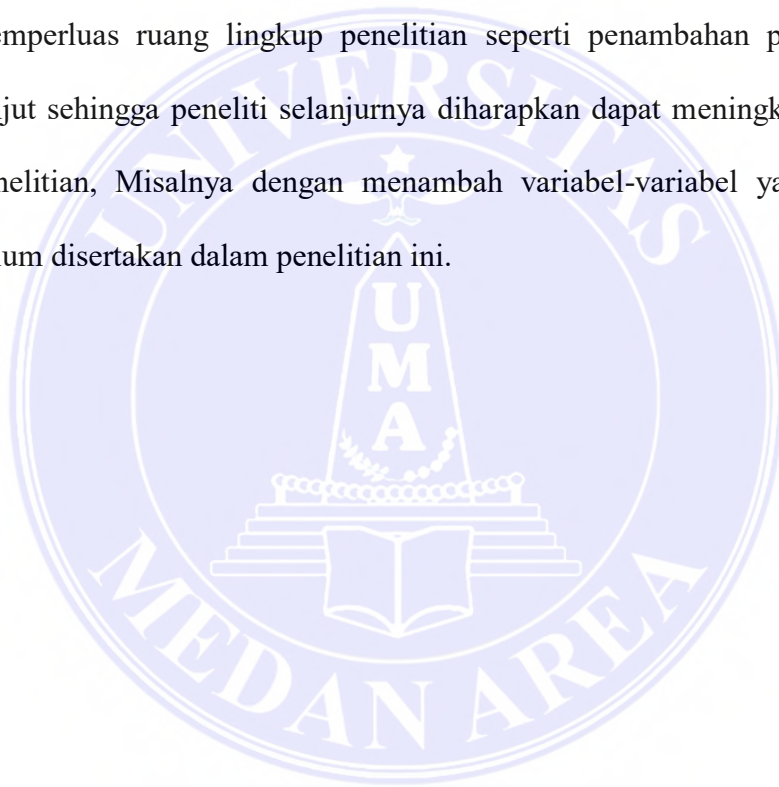 emperluas ruang lingkup penelitian seperti penambahan p
jut sehingga peneliti selanjurnya diharapkan dapat meningk
nelitian, Misalnya dengan menambah variabel-variabel ya
um disertakan dalam penelitian ini.
UNIVERSITAS
U
M
A
MEDAN AREA